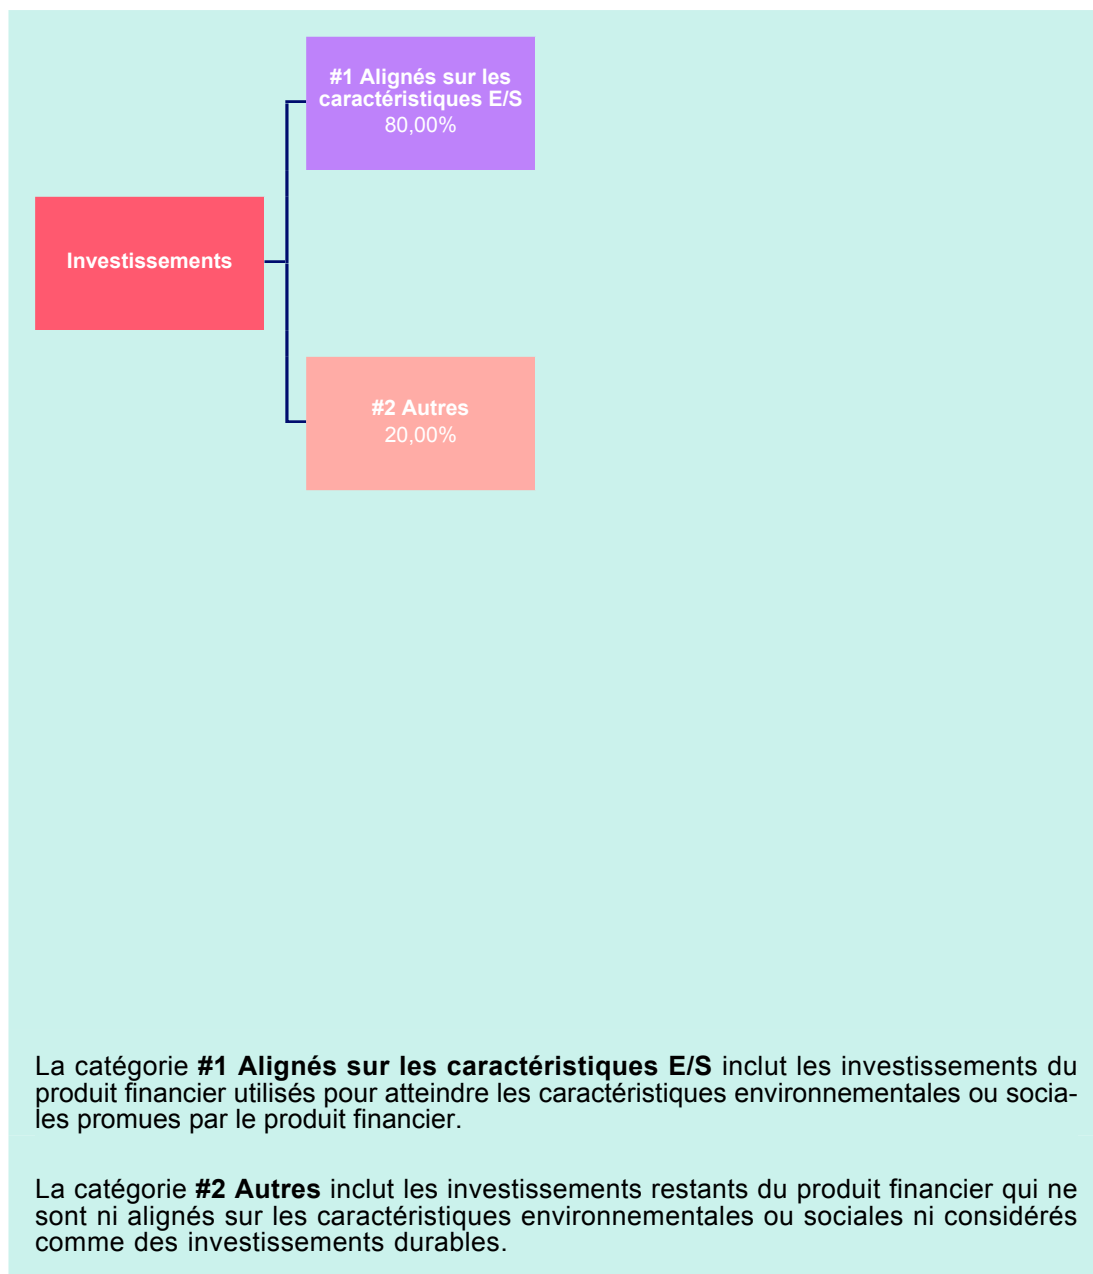 #1 Alignés sur les
caractéristiques E/S
80,00%
Investissements
#2 Autres
20,00%
La catégorie #1 Alignés sur les caractéristiques E/S inclut les investissements du
produit financier utilisés pour atteindre les caractéristiques environnementales ou socia-
les promues par le produit financier.
La catégorie #2 Autres inclut les investissements restants du produit financier qui ne
sont ni alignés sur les caractéristiques environnementales ou sociales ni considérés
comme des investissements durables.